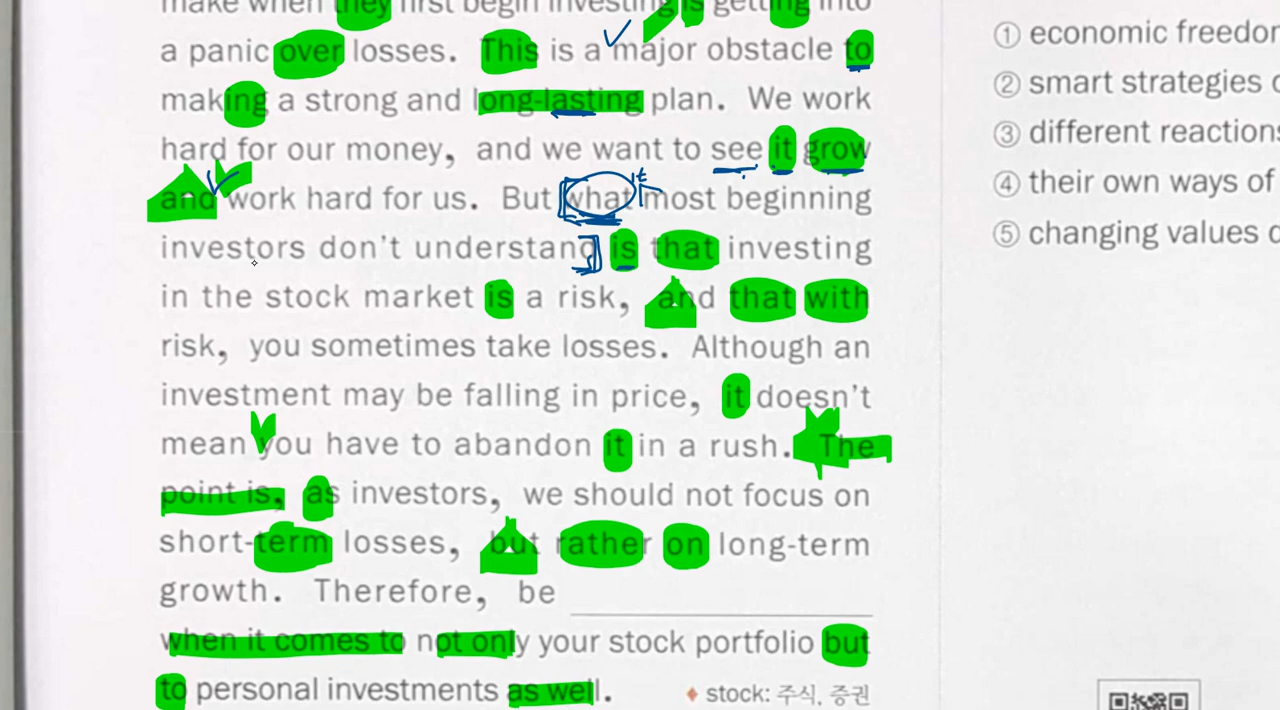 make when they first begin investing is getting into
a panic over losses. This is a major obstacle to
making a strong and long-lasting plan. We work
hard for our money, and we want to see it grow
and work hard for us. But what most beginning
investors don't understand is that investing
in the stock market is a risk, and that with
risk, you sometimes take losses. Although an
investment may be falling in price, it doesn't
mean you have to abandon it in a rush. The
point is, as investors, we should not focus on
short-term losses, but rather on long-term
growth. Therefore, be
when it comes to not only your stock portfolio but
to personal investments as well.
♦ stock: 주식, 증권
① economic freedom
② smart strategies
③ different reactions
④ their own ways of
⑤ changing values